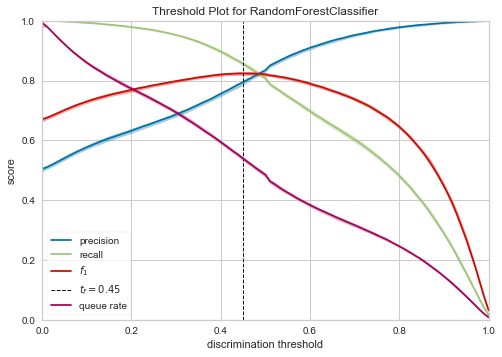 Threshold Plot for RandomForestClassifier
1.0
0.8
0.6
0.4
0.2
0.0
score
precision
recall
f1
tr = 0.45
queue rate
0.0 0.2 0.4 0.6 0.8 1.0
discrimination threshold